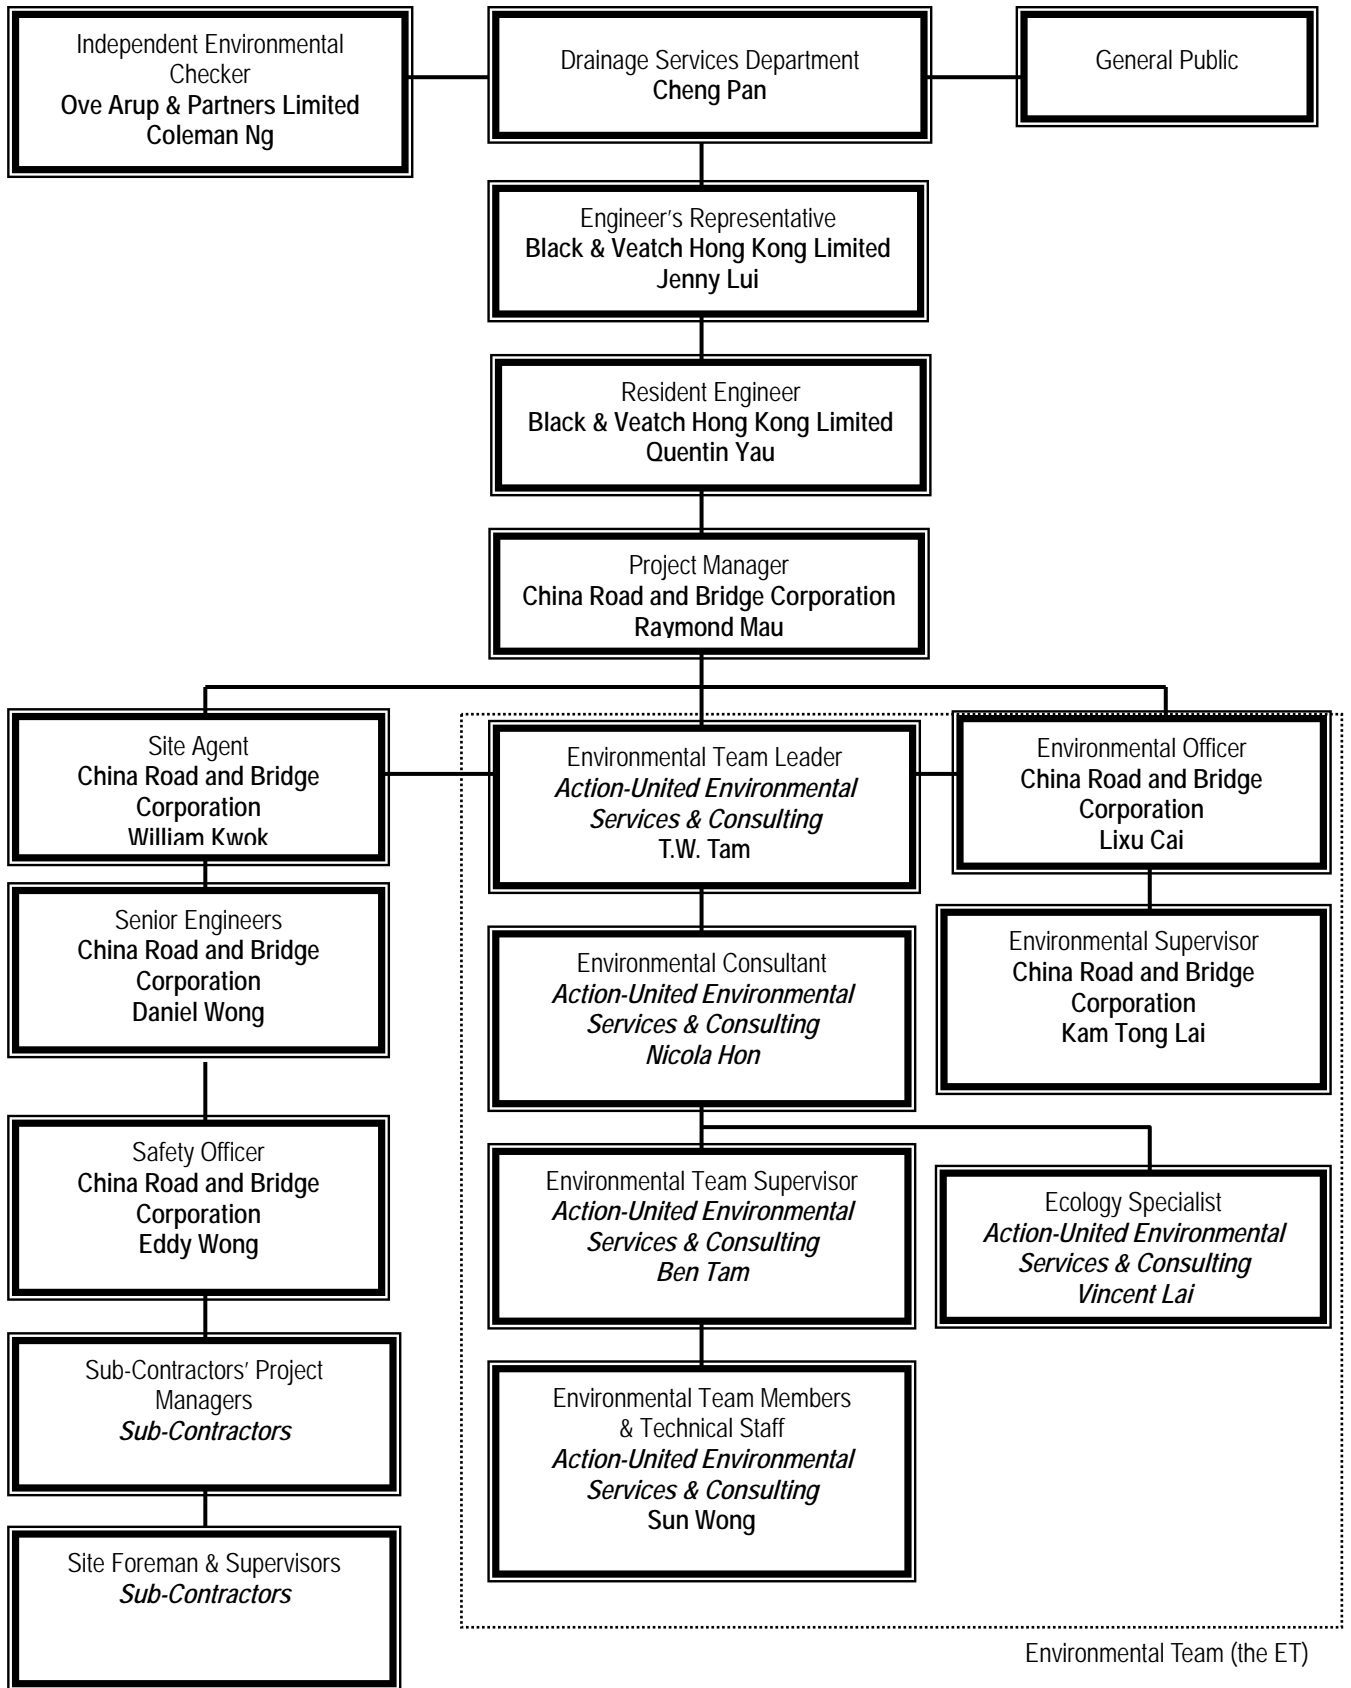 Independent Environmental
Checker
Ove Arup & Partners Limited
Coleman Ng
Drainage Services Department
Cheng Pan
General Public
Engineer's Representative
Black & Veatch Hong Kong Limited
Jenny Lui
Resident Engineer
Black & Veatch Hong Kong Limited
Quentin Yau
Project Manager
China Road and Bridge Corporation
Raymond Mau
Site Agent
China Road and Bridge
Corporation
William Kwok
Environmental Team Leader
Action-United Environmental
Services & Consulting
T.W. Tam
Environmental Officer
China Road and Bridge
Corporation
Lixu Cai
Senior Engineers
China Road and Bridge
Corporation
Daniel Wong
Environmental Consultant
Action-United Environmental
Services & Consulting
Nicola Hon
Environmental Supervisor
China Road and Bridge
Corporation
Kam Tong Lai
Safety Officer
China Road and Bridge
Corporation
Eddy Wong
Environmental Team Supervisor
Action-United Environmental
Services & Consulting
Ben Tam
Ecology Specialist
Action-United Environmental
Services & Consulting
Vincent Lai
Sub-Contractors' Project
Managers
Sub-Contractors
Environmental Team Members
& Technical Staff
Action-United Environmental
Services & Consulting
Sun Wong
Site Foreman & Supervisors
Sub-Contractors
Environmental Team (the ET)